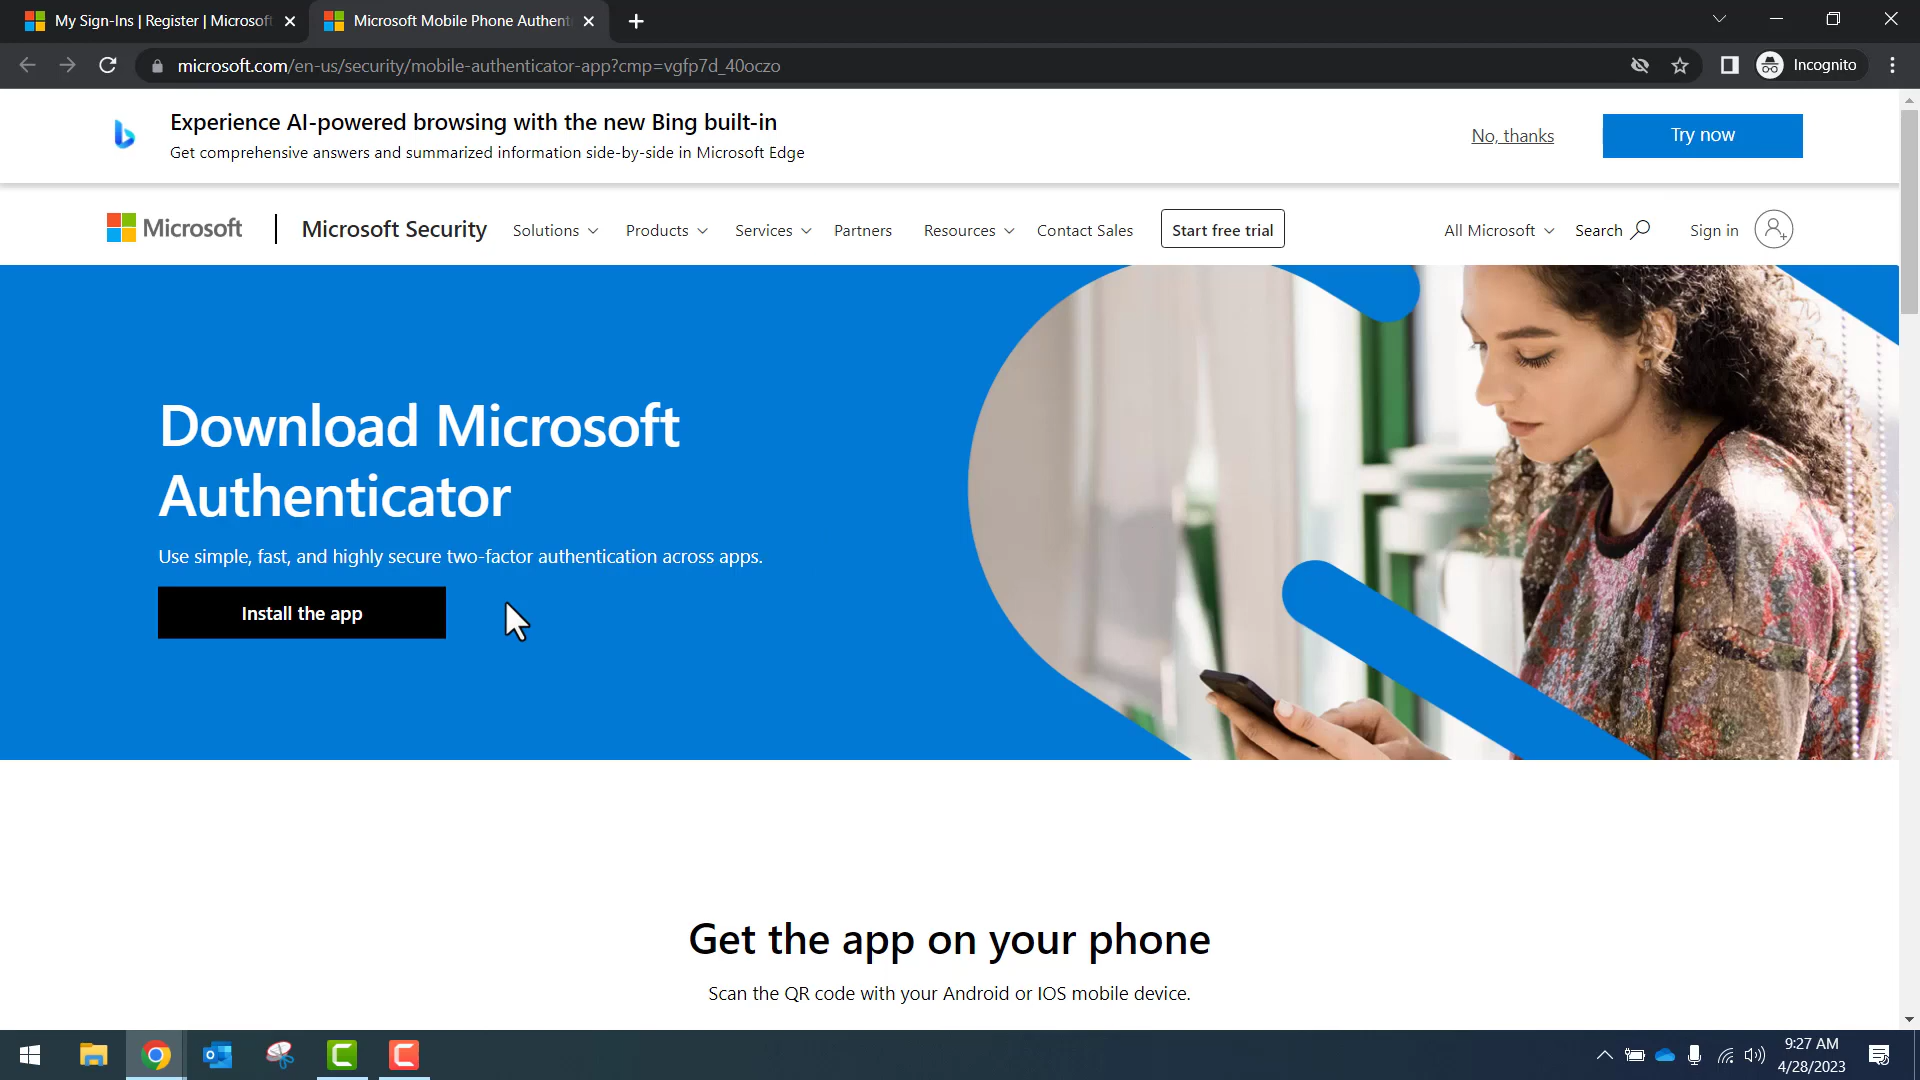 My Sign-Ins | Register | Microsoft
Microsoft Mobile Phone Authent
microsoft.com/en-us/security/mobile-authenticator-app?cmp=vgfp7d_40oczo
Incognito
Experience AI-powered browsing with the new Bing built-in
Get comprehensive answers and summarized information side-by-side in Microsoft Edge
No, thanks
Try now
Microsoft
Microsoft Security
Solutions
Products
Services
Partners
Resources
Contact Sales
Start free trial
All Microsoft
Search
Sign in
Download Microsoft
Authenticator
Use simple, fast, and highly secure two-factor authentication across apps.
Install the app
Get the app on your phone
Scan the QR code with your Android or IOS mobile device.
9:27 AM
4/28/2023